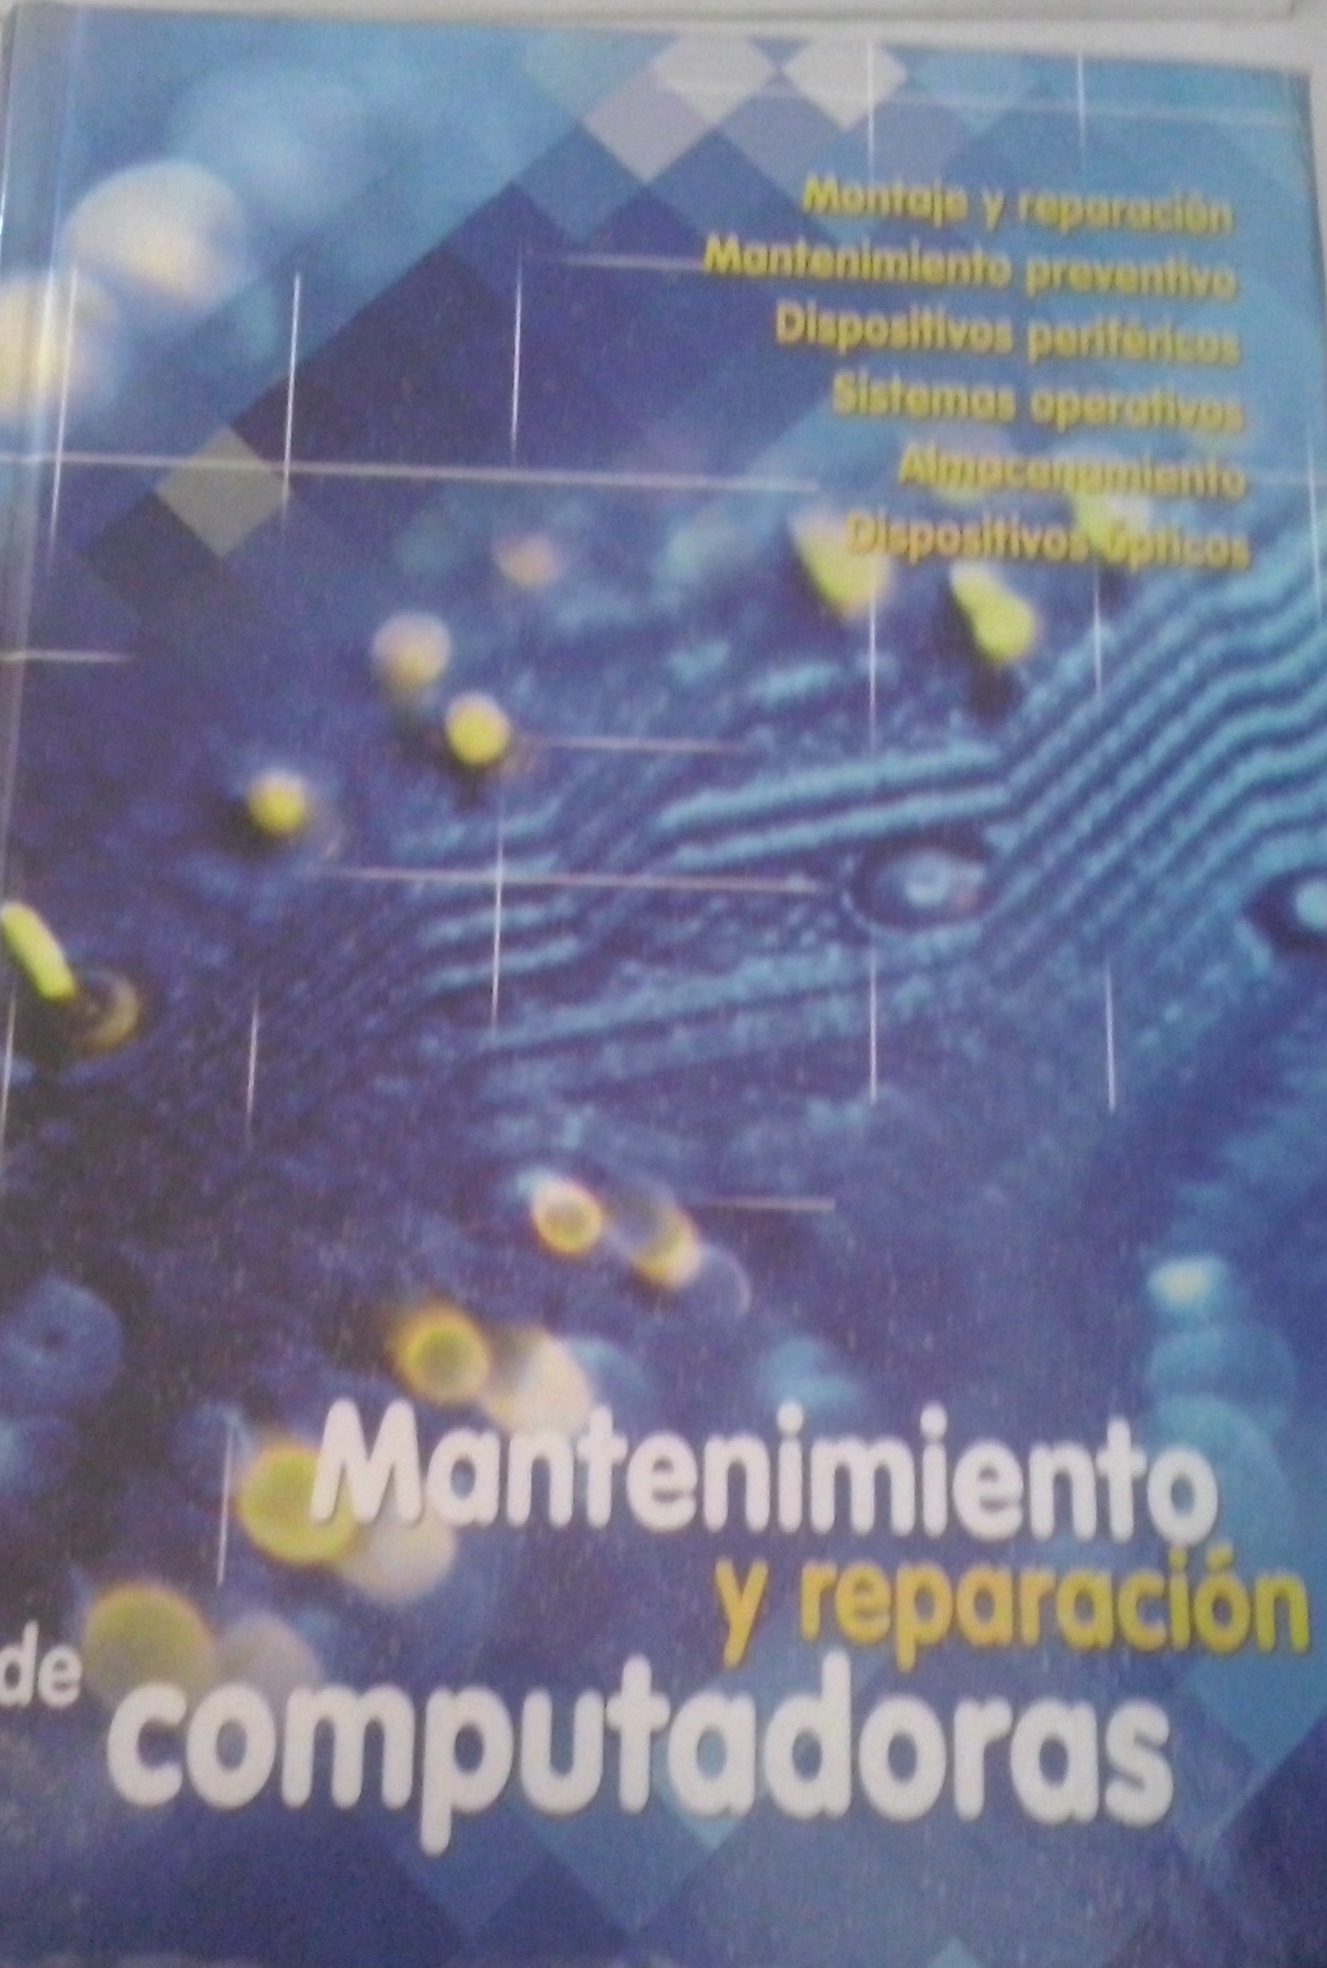 Montaje y reparación
Mantenimiento preventivo
Dispositivos periféricos
Sistemas operativos
Almacenamiento
Dispositivos ópticos
Mantenimiento
y reparación
de computadoras